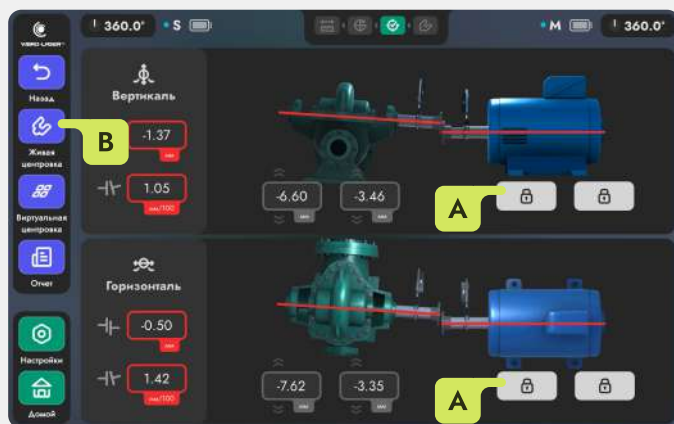 360.0°
S
M
360.0°
VIBRO-LASER™
Назад
Живая
центровка
Виртуальная
центровка
Отчет
Настройки
Домой
Вертикаль
-1.37
мм
1.05
мм/100
-6.60
мм
-3.46
мм
A
B
Горизонталь
-0.50
мм
1.42
мм/100
-7.62
мм
-3.35
мм
A